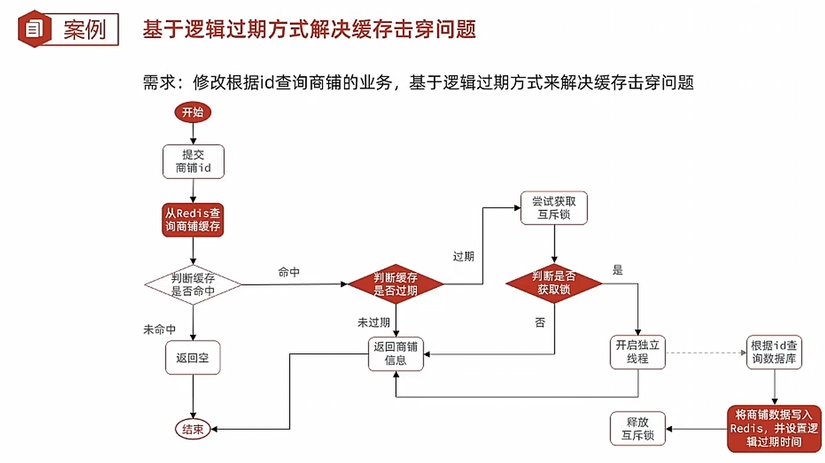 案例
基于逻辑过期方式解决缓存击穿问题
需求：修改根据id查询商铺的业务，基于逻辑过期方式来解决缓存击穿问题
开始
提交
商铺id
从Redis查
询商铺缓存
判断缓存
是否命中
命中
未命中
返回空
结束
判断缓存
是否过期
过期
未过期
返回商铺
信息
尝试获取
互斥锁
判断是否
获取锁
是
否
开启独立
线程
根据id查
询数据库
将商铺数据写入
Redis，并设置逻
辑过期时间
释放
互斥锁